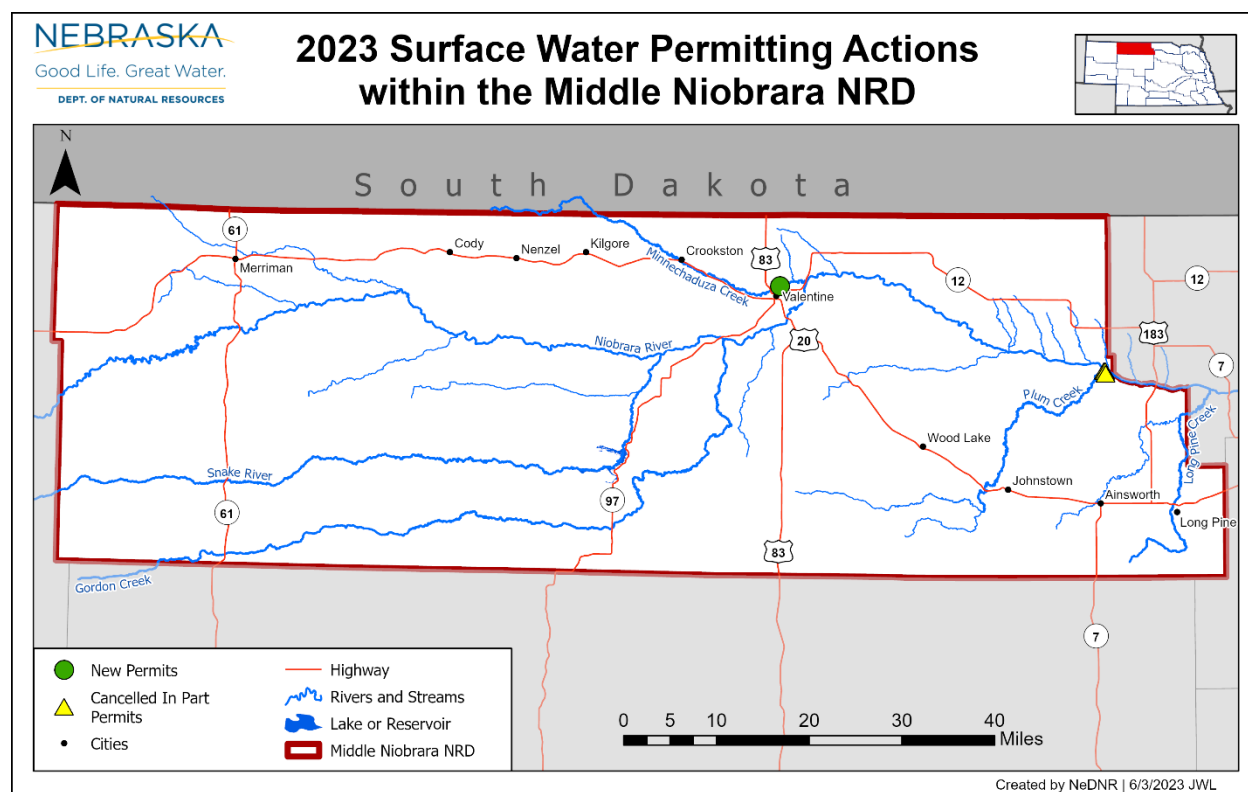 NEBRASKA
Good Life. Great Water.
DEPT. OF NATURAL RESOURCES
2023 Surface Water Permitting Actions
within the Middle Niobrara NRD
N
South Dakota
61
Merriman
Cody
Nenzel
Kilgore
Crookston
83
Minnechaduza Creek
Valentine
12
12
183
20
7
Niobrara River
Plum Creek
Long Pine Creek
Wood Lake
Snake River
97
61
Johnstown
Ainsworth
Long Pine
83
Gordon Creek
7
New Permits
Cancelled In Part
Permits
Cities
Highway
Rivers and Streams
Lake or Reservoir
Middle Niobrara NRD
0 5 10 20 30 40
Miles
Created by NeDNR | 6/3/2023 JWL